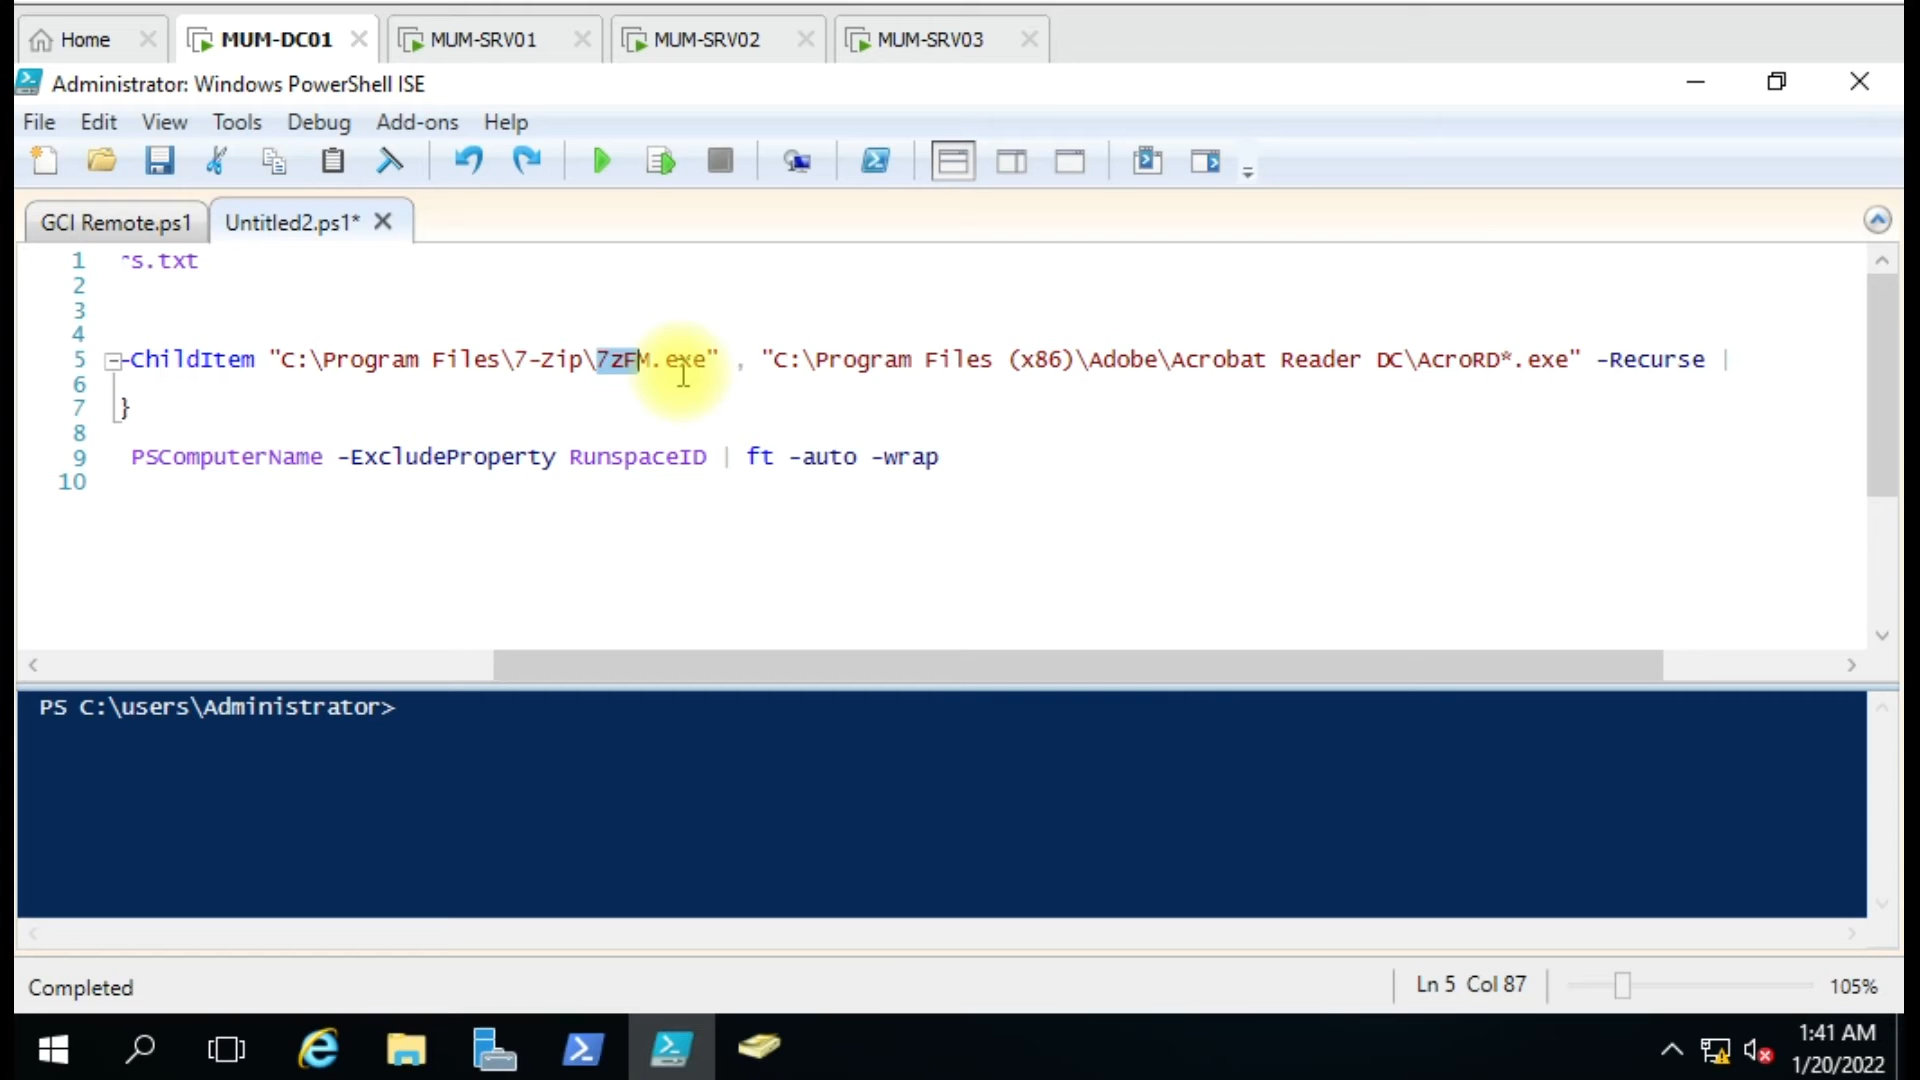 Home MUM-DC01 MUM-SRV01 MUM-SRV02 MUM-SRV03
Administrator: Windows PowerShell ISE
File Edit View Tools Debug Add-ons Help
GCI Remote.ps1 Untitled2.ps1*
1 s.txt
2
3
4
5 -ChildItem "C:\Program Files\7-Zip\7zFM.exe" , "C:\Program Files (x86)\Adobe\Acrobat Reader DC\AcroRD*.exe" -Recurse |
6
7 }
8
9 PSComputerName -ExcludeProperty RunspaceID | ft -auto -wrap
10
PS C:\users\Administrator>
Completed Ln 5 Col 87 105%
1:41 AM
1/20/2022